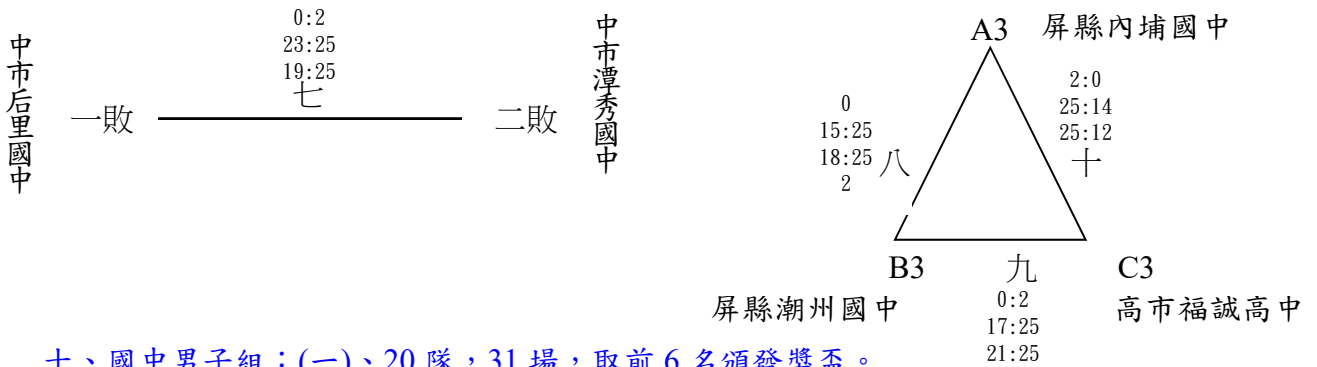 中市后里國中
一敗
0:2
23:25
19:25
七
二敗
中市潭秀國中
A3 屏縣內埔國中
0
15:25
18:25
2
八
2:0
25:14
25:12
十
B3
九
C3
屏縣潮州國中
0:2
17:25
21:25
高市福誠高中
十、國中男子組：(一)、20 隊，31 場，取前 6 名頒發獎盃。